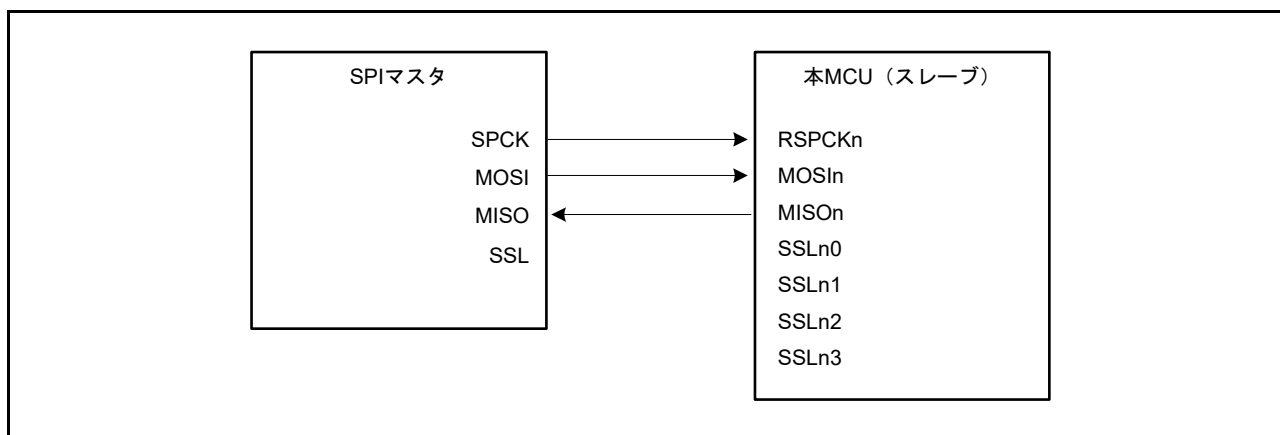 SPIマスタ
SPCK
MOSI
MISO
SSL
本MCU（スレーブ）
RSPCKn
MOSIn
MISOn
SSLn0
SSLn1
SSLn2
SSLn3